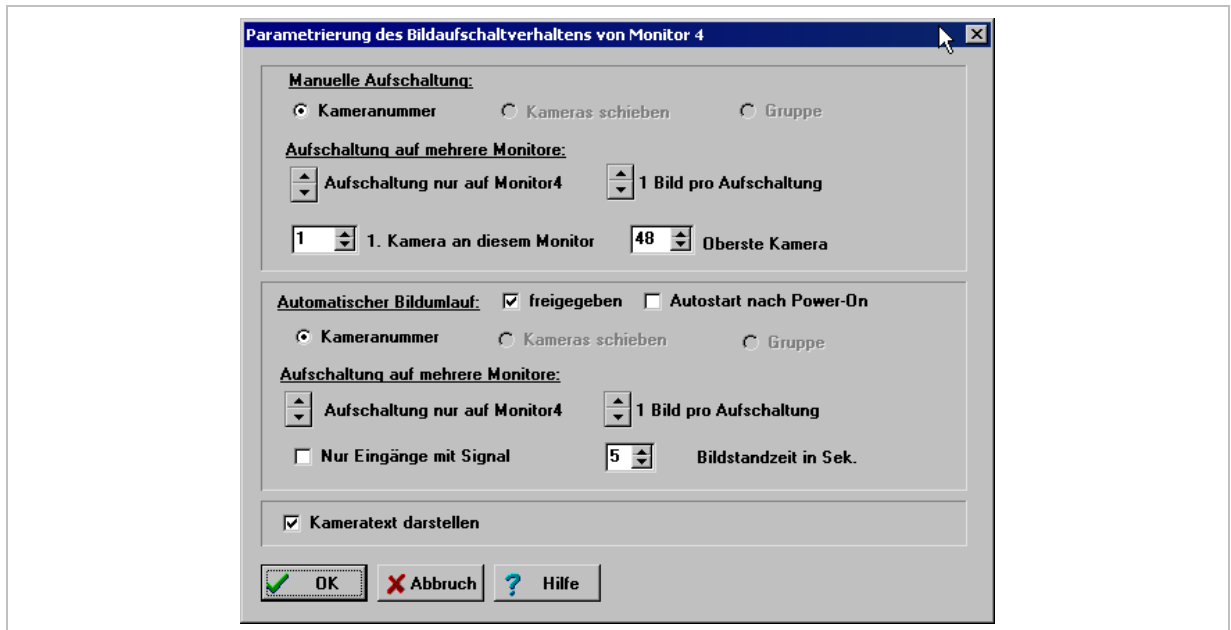 Parametrierung des Bildaufschaltverhaltens von Monitor 4
Manuelle Aufschaltung:
Kameranummer Kameras schieben Gruppe
Aufschaltung auf mehrere Monitore:
Aufschaltung nur auf Monitor4 1 Bild pro Aufschaltung
1 1. Kamera an diesem Monitor 48 Oberste Kamera
Automatischer Bildumlauf: freigegeben Autostart nach Power-On
Kameranummer Kameras schieben Gruppe
Aufschaltung auf mehrere Monitore:
Aufschaltung nur auf Monitor4 1 Bild pro Aufschaltung
Nur Eingänge mit Signal 5 Bildstandzeit in Sek.
Kameratext darstellen
OK Abbruch ? Hilfe